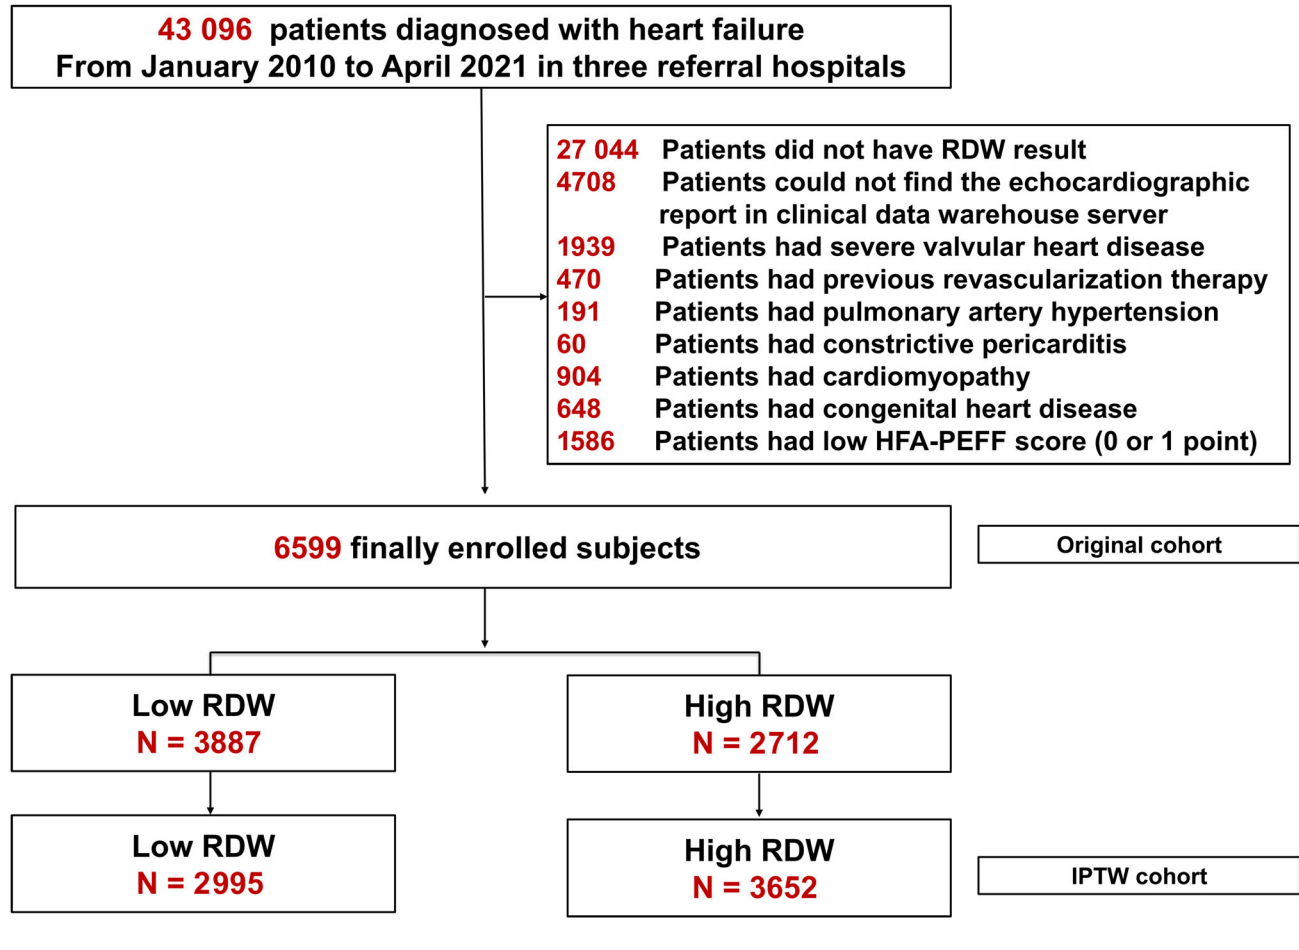 43 096 patients diagnosed with heart failure
From January 2010 to April 2021 in three referral hospitals
27 044 Patients did not have RDW result
4708 Patients could not find the echocardiographic
report in clinical data warehouse server
1939 Patients had severe valvular heart disease
470 Patients had previous revascularization therapy
191 Patients had pulmonary artery hypertension
60 Patients had constrictive pericarditis
904 Patients had cardiomyopathy
648 Patients had congenital heart disease
1586 Patients had low HFA-PEFF score (0 or 1 point)
6599 finally enrolled subjects
Original cohort
Low RDW
N = 3887
High RDW
N = 2712
Low RDW
N = 2995
High RDW
N = 3652
IPTW cohort